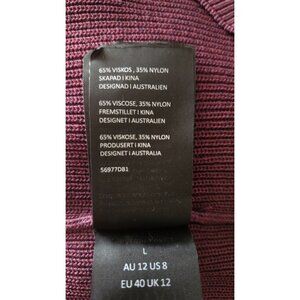 65% VISKOS , 35% NYLON
SKAPAD I KINA
DESIGNAD I AUSTRALIEN
65% VISCOSE, 35% NYLON
FREMSTILLET I KINA
DESIGNET I AUSTRALIEN
65% VISKOSE, 35% NYLON
PRODUSERT I KINA
DESIGNET I AUSTRALIA
56977DB1
L
AU 12 US 8
EU 40 UK 12